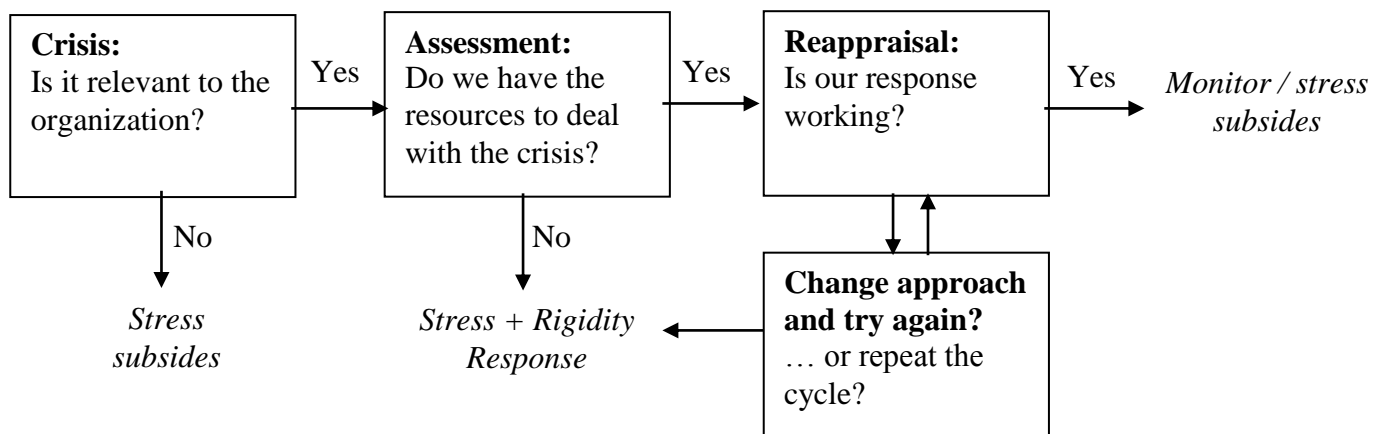 Crisis:
Is it relevant to the
organization?
Yes
Assessment:
Do we have the
resources to deal
with the crisis?
Yes
Reappraisal:
Is our response
working?
Yes
Monitor / stress
subsides
No
Stress
subsides
No
Stress + Rigidity
Response
Change approach
and try again?
… or repeat the
cycle?